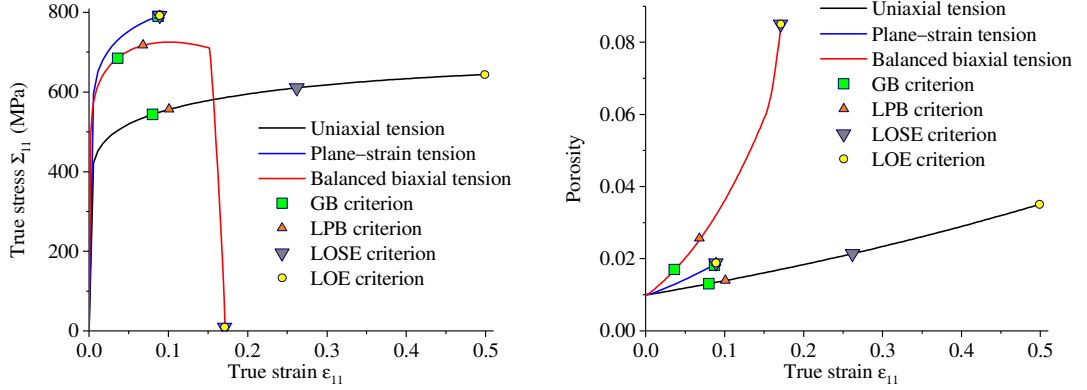 800
600
400
200
0
True stress Σ11 (MPa)
Uniaxial tension
Plane–strain tension
Balanced biaxial tension
GB criterion
LPB criterion
LOSE criterion
LOE criterion
0.0 0.1 0.2 0.3 0.4 0.5
True strain ε11
0.08
0.06
0.04
0.02
0.00
Porosity
Uniaxial tension
Plane–strain tension
Balanced biaxial tension
GB criterion
LPB criterion
LOSE criterion
LOE criterion
0.0 0.1 0.2 0.3 0.4 0.5
True strain ε11